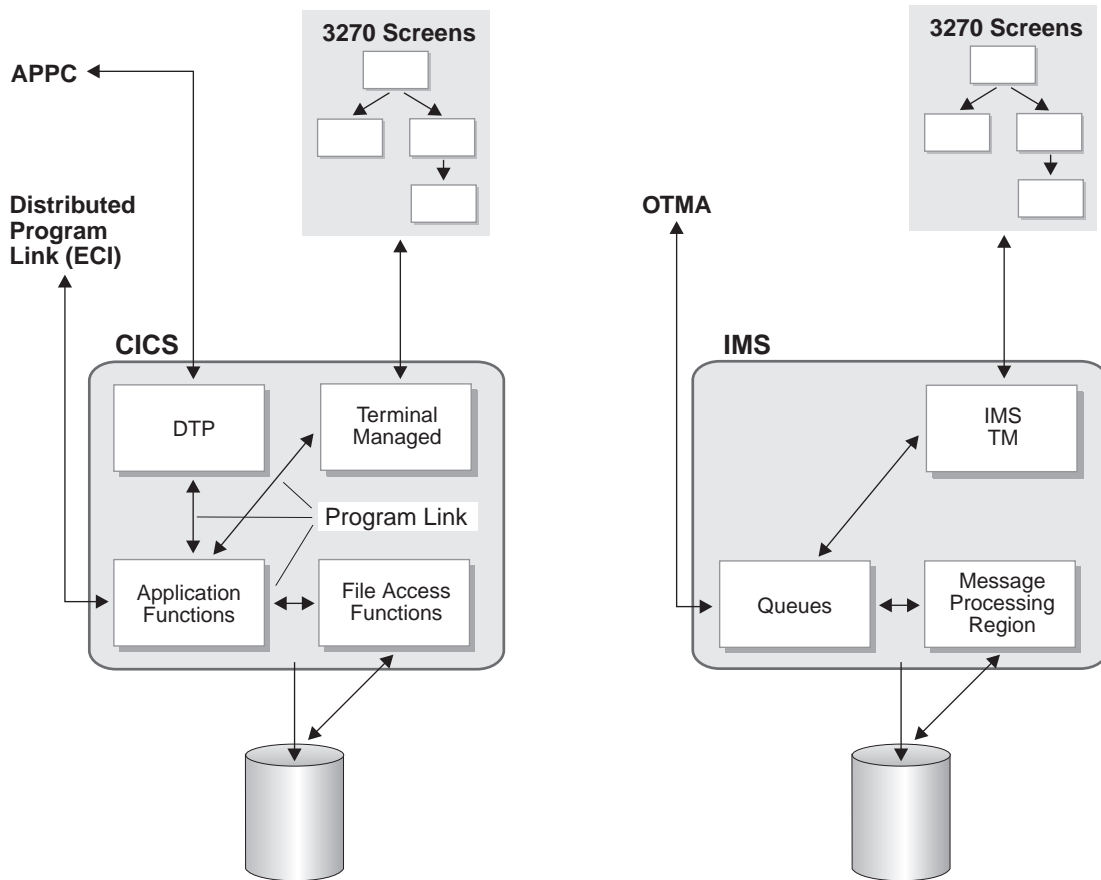 3270 Screens
APPC
Distributed
Program
Link (ECI)
CICS
DTP
Terminal
Managed
Program Link
Application
Functions
File Access
Functions
3270 Screens
OTMA
IMS
IMS
TM
Queues
Message
Processing
Region